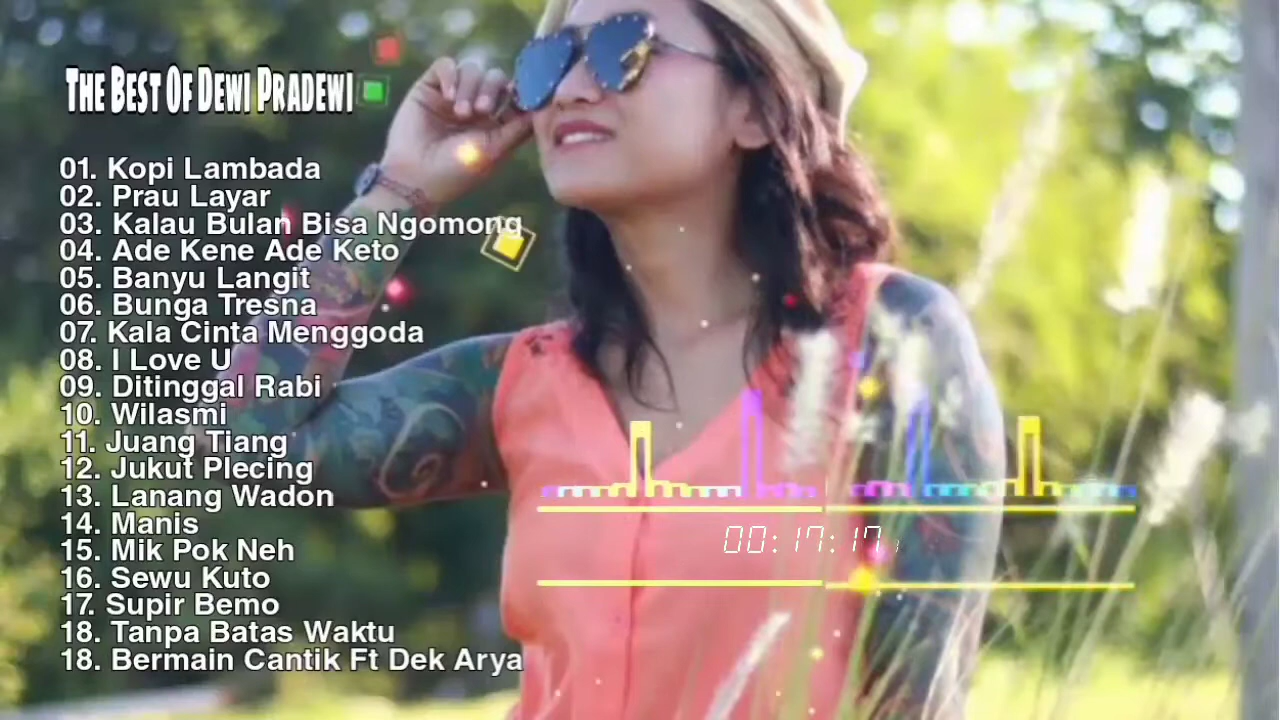 THE BEST OF DEWI PRADEWI
01. Kopi Lambada
02. Prau Layar
03. Kalau Bulan Bisa Ngomong
04. Ade Kene Ade Keto
05. Banyu Langit
06. Bunga Tresna
07. Kala Cinta Menggoda
08. I Love U
09. Ditinggal Rabi
10. Wilasmi
11. Juang Tiang
12. Jukut Plecing
13. Lanang Wadon
14. Manis
15. Mik Pok Neh
16. Sewu Kuto
17. Supir Bemo
18. Tanpa Batas Waktu
18. Bermain Cantik Ft Dek Arya
00:17:17